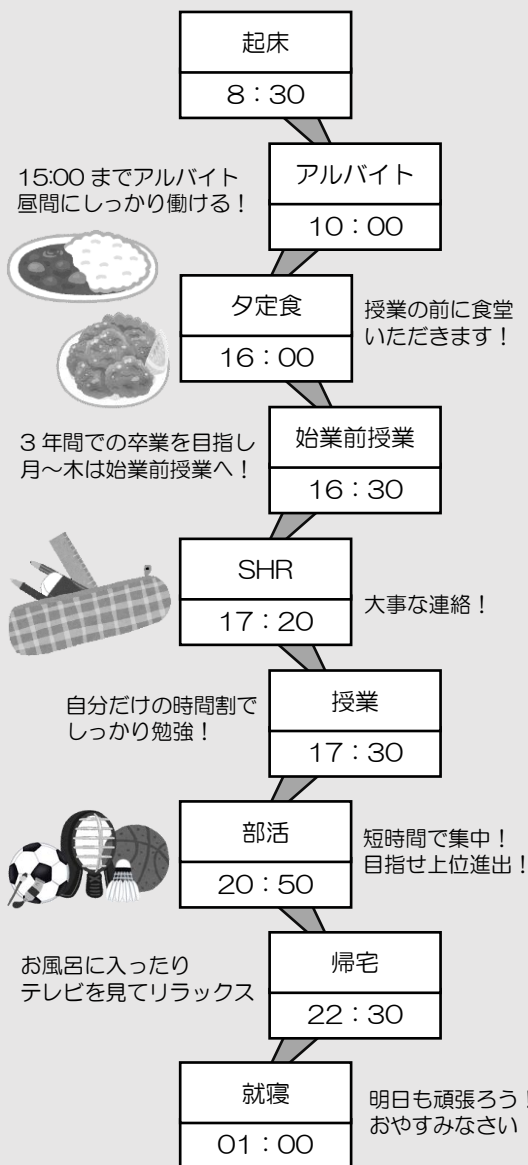 起床
8：30
15:00 までアルバイト
昼間にしっかり働ける！
アルバイト
10：00
夕定食
16：00
授業の前に食堂
いただきます！
3 年間での卒業を目指し
月～木は始業前授業へ！
始業前授業
16：30
SHR
17：20
大事な連絡！
自分だけの時間割で
しっかり勉強！
授業
17：30
部活
20：50
短時間で集中！
目指せ上位進出！
お風呂に入ったり
テレビを見てリラックス
帰宅
22：30
就寝
01：00
明日も頑張ろう！
おやすみなさい